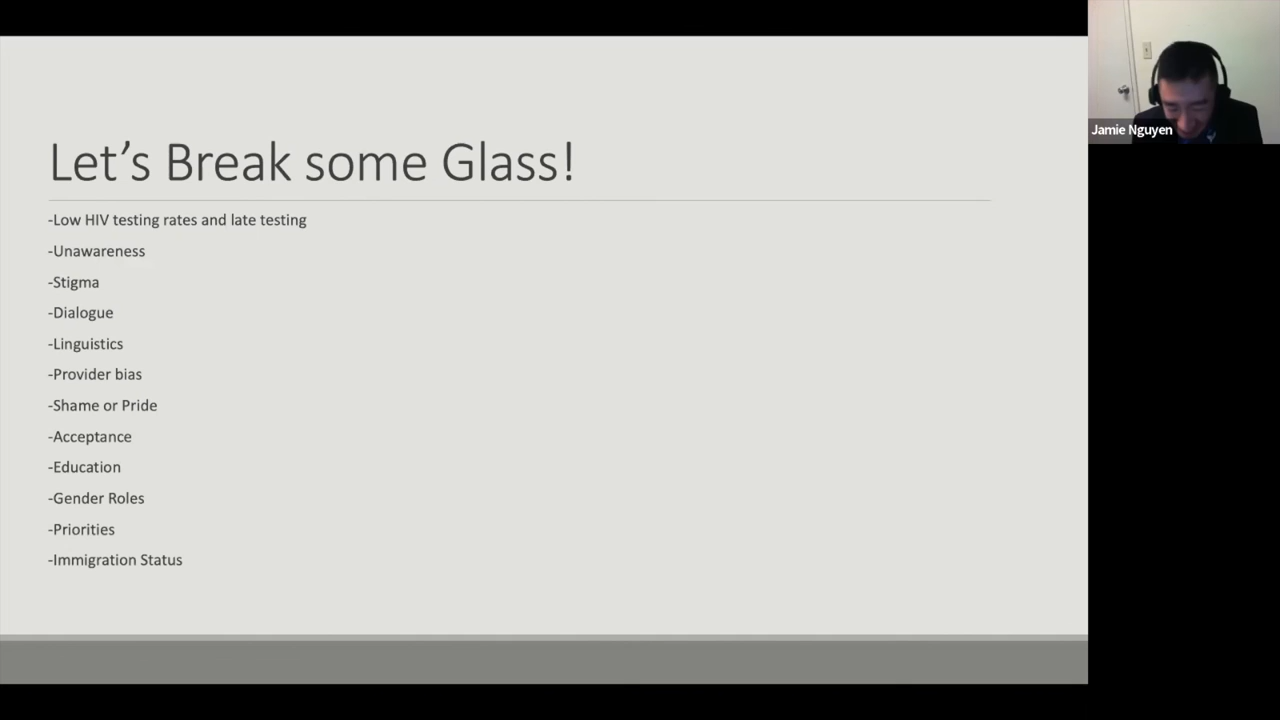 Let's Break some Glass!
-Low HIV testing rates and late testing
-Unawareness
-Stigma
-Dialogue
-Linguistics
-Provider bias
-Shame or Pride
-Acceptance
-Education
-Gender Roles
-Priorities
-Immigration Status
Jamie Nguyen